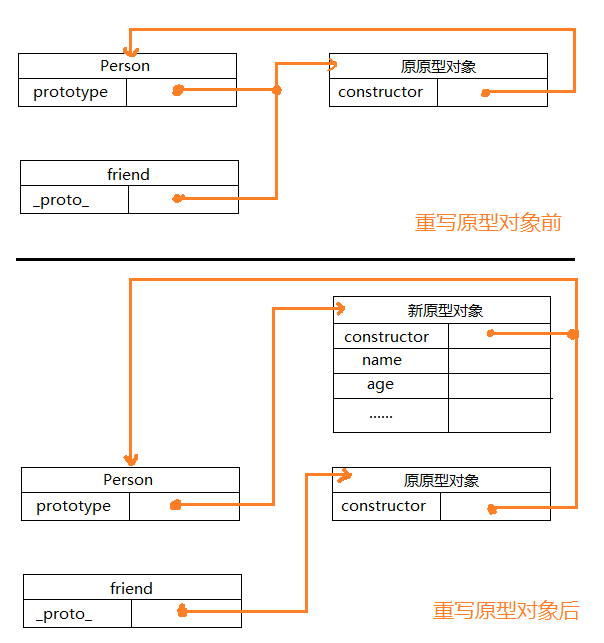 Person
prototype
原原型对象
constructor
friend
_proto_
重写原型对象前
新原型对象
constructor
name
age
......
Person
prototype
原原型对象
constructor
friend
_proto_
重写原型对象后